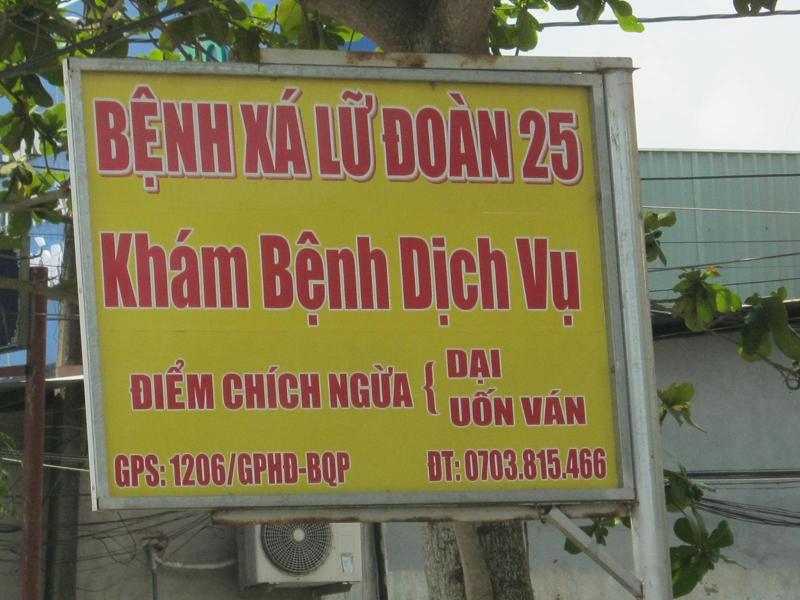 BỆNH XÁ LỮ ĐOÀN 25
Khám Bệnh Dịch Vụ
ĐIỂM CHÍCH NGỪA { DẠI
UỐN VÁN
GPS: 1206/GPHĐ-BQP
ĐT: 0703.815.466